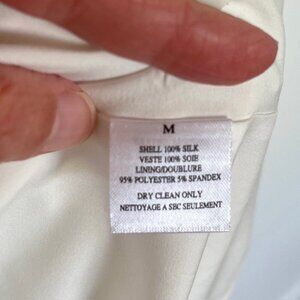 M
SHELL 100% SILK
VESTE 100% SOIE
LINING/DOUBLURE
95% POLYESTER 5% SPANDEX
DRY CLEAN ONLY
NETTOYAGE A SEC SEULEMENT